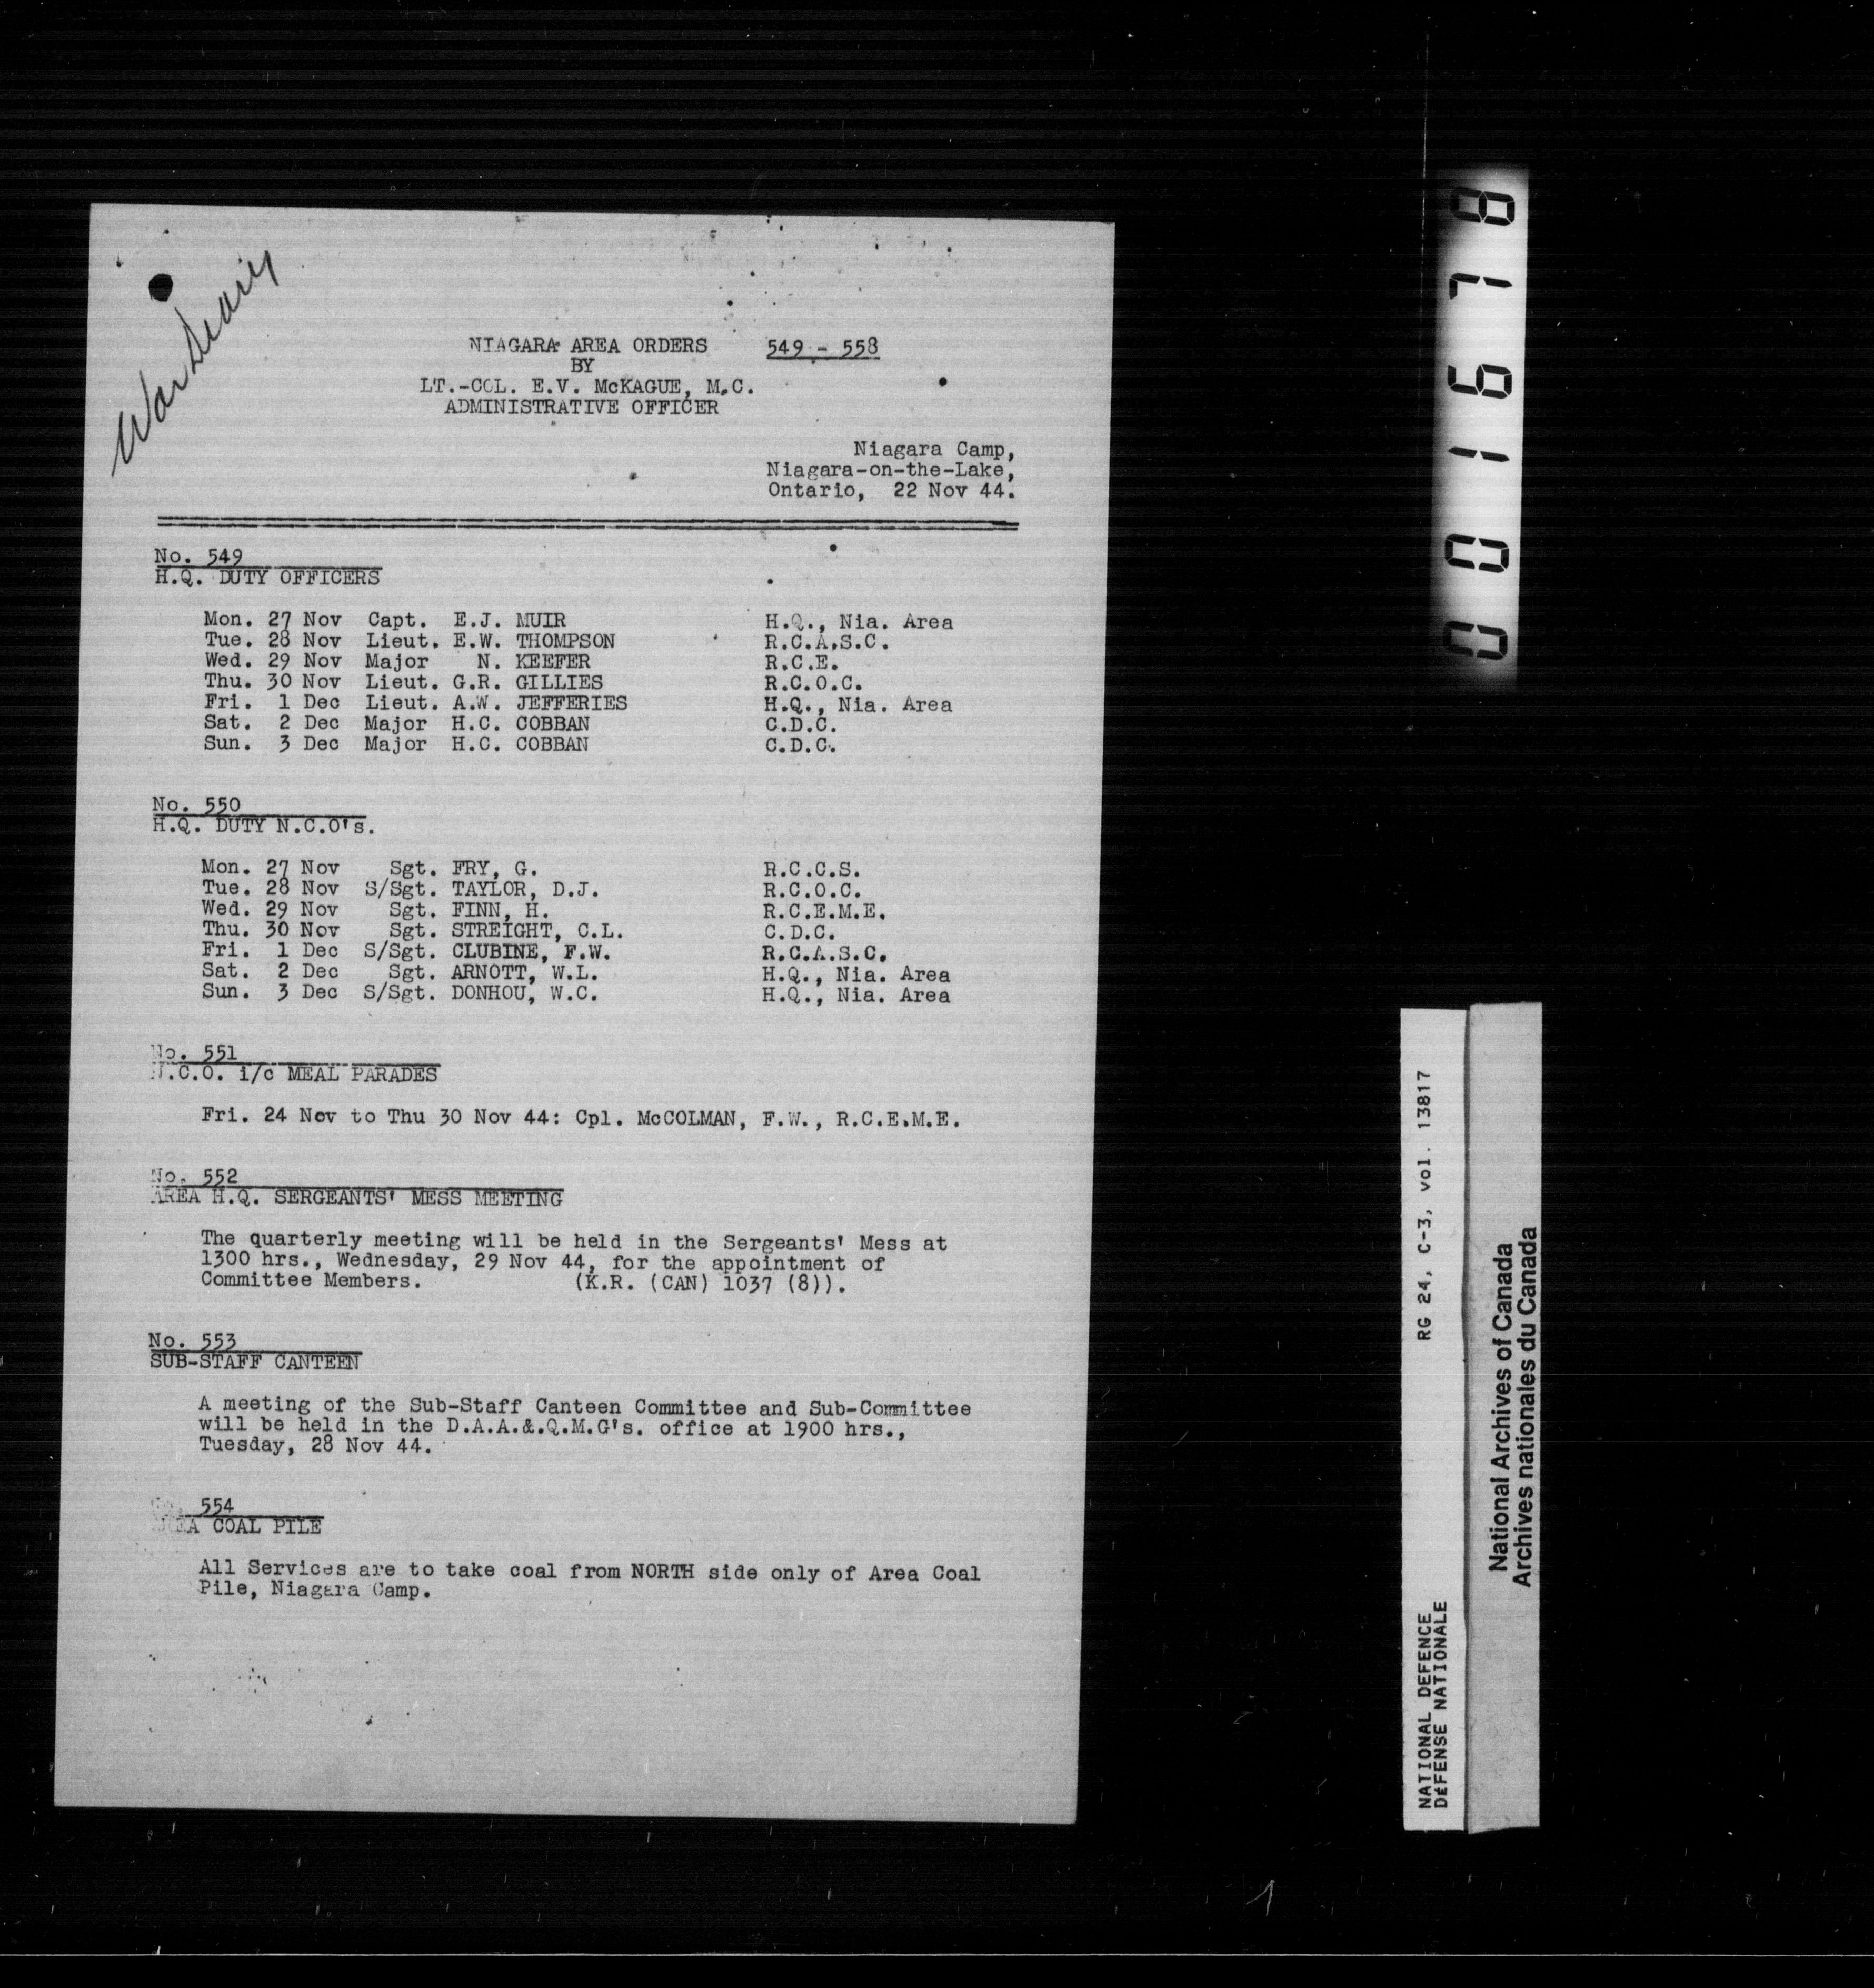 War Diary
NIAGARA AREA ORDERS 549 - 558
BY
LT.-COL. E.V. McKAGUE, M.C.
ADMINISTRATIVE OFFICER
Niagara Camp,
Niagara-on-the-Lake,
Ontario, 22 Nov 44.
No. 549
H.Q. DUTY OFFICERS
Mon. 27 Nov Capt. E.J. MUIR H.Q., Nia. Area
Tue. 28 Nov Lieut. E.W. THOMPSON R.C.A.S.C.
Wed. 29 Nov Major N. KEEFER R.C.E.
Thu. 30 Nov Lieut. G.R. GILLIES R.C.O.C.
Fri. 1 Dec Lieut. A.W. JEFFERIES H.Q., Nia. Area
Sat. 2 Dec Major H.C. COBBAN C.D.C.
Sun. 3 Dec Major H.C. COBBAN C.D.C.
No. 550
H.Q. DUTY N.C.O's.
Mon. 27 Nov Sgt. FRY, G. R.C.C.S.
Tue. 28 Nov S/Sgt. TAYLOR, D.J. R.C.O.C.
Wed. 29 Nov Sgt. FINN, H. R.C.E.M.E.
Thu. 30 Nov Sgt. STREIGHT, C.L. C.D.C.
Fri. 1 Dec S/Sgt. CLUBINE, F.W. R.C.A.S.C.
Sat. 2 Dec Sgt. ARNOTT, W.L. H.Q., Nia. Area
Sun. 3 Dec S/Sgt. DONHOU, W.C. H.Q., Nia. Area
No. 551
N.C.O. i/c MEAL PARADES
Fri. 24 Nov to Thu 30 Nov 44: Cpl. McCOLMAN, F.W., R.C.E.M.E.
No. 552
AREA H.Q. SERGEANTS' MESS MEETING
The quarterly meeting will be held in the Sergeants' Mess at
1300 hrs., Wednesday, 29 Nov 44, for the appointment of
Committee Members. (K.R. (CAN) 1037 (8)).
No. 553
SUB-STAFF CANTEEN
A meeting of the Sub-Staff Canteen Committee and Sub-Committee
will be held in the D.A.A.&.Q.M.G's. office at 1900 hrs.,
Tuesday, 28 Nov 44.
No. 554
AREA COAL PILE
All Services are to take coal from NORTH side only of Area Coal
Pile, Niagara Camp.
001678
NATIONAL DEFENCE RG 24, C-3, vol. 13817
DÉFENSE NATIONALE
National Archives of Canada
Archives nationales du Canada